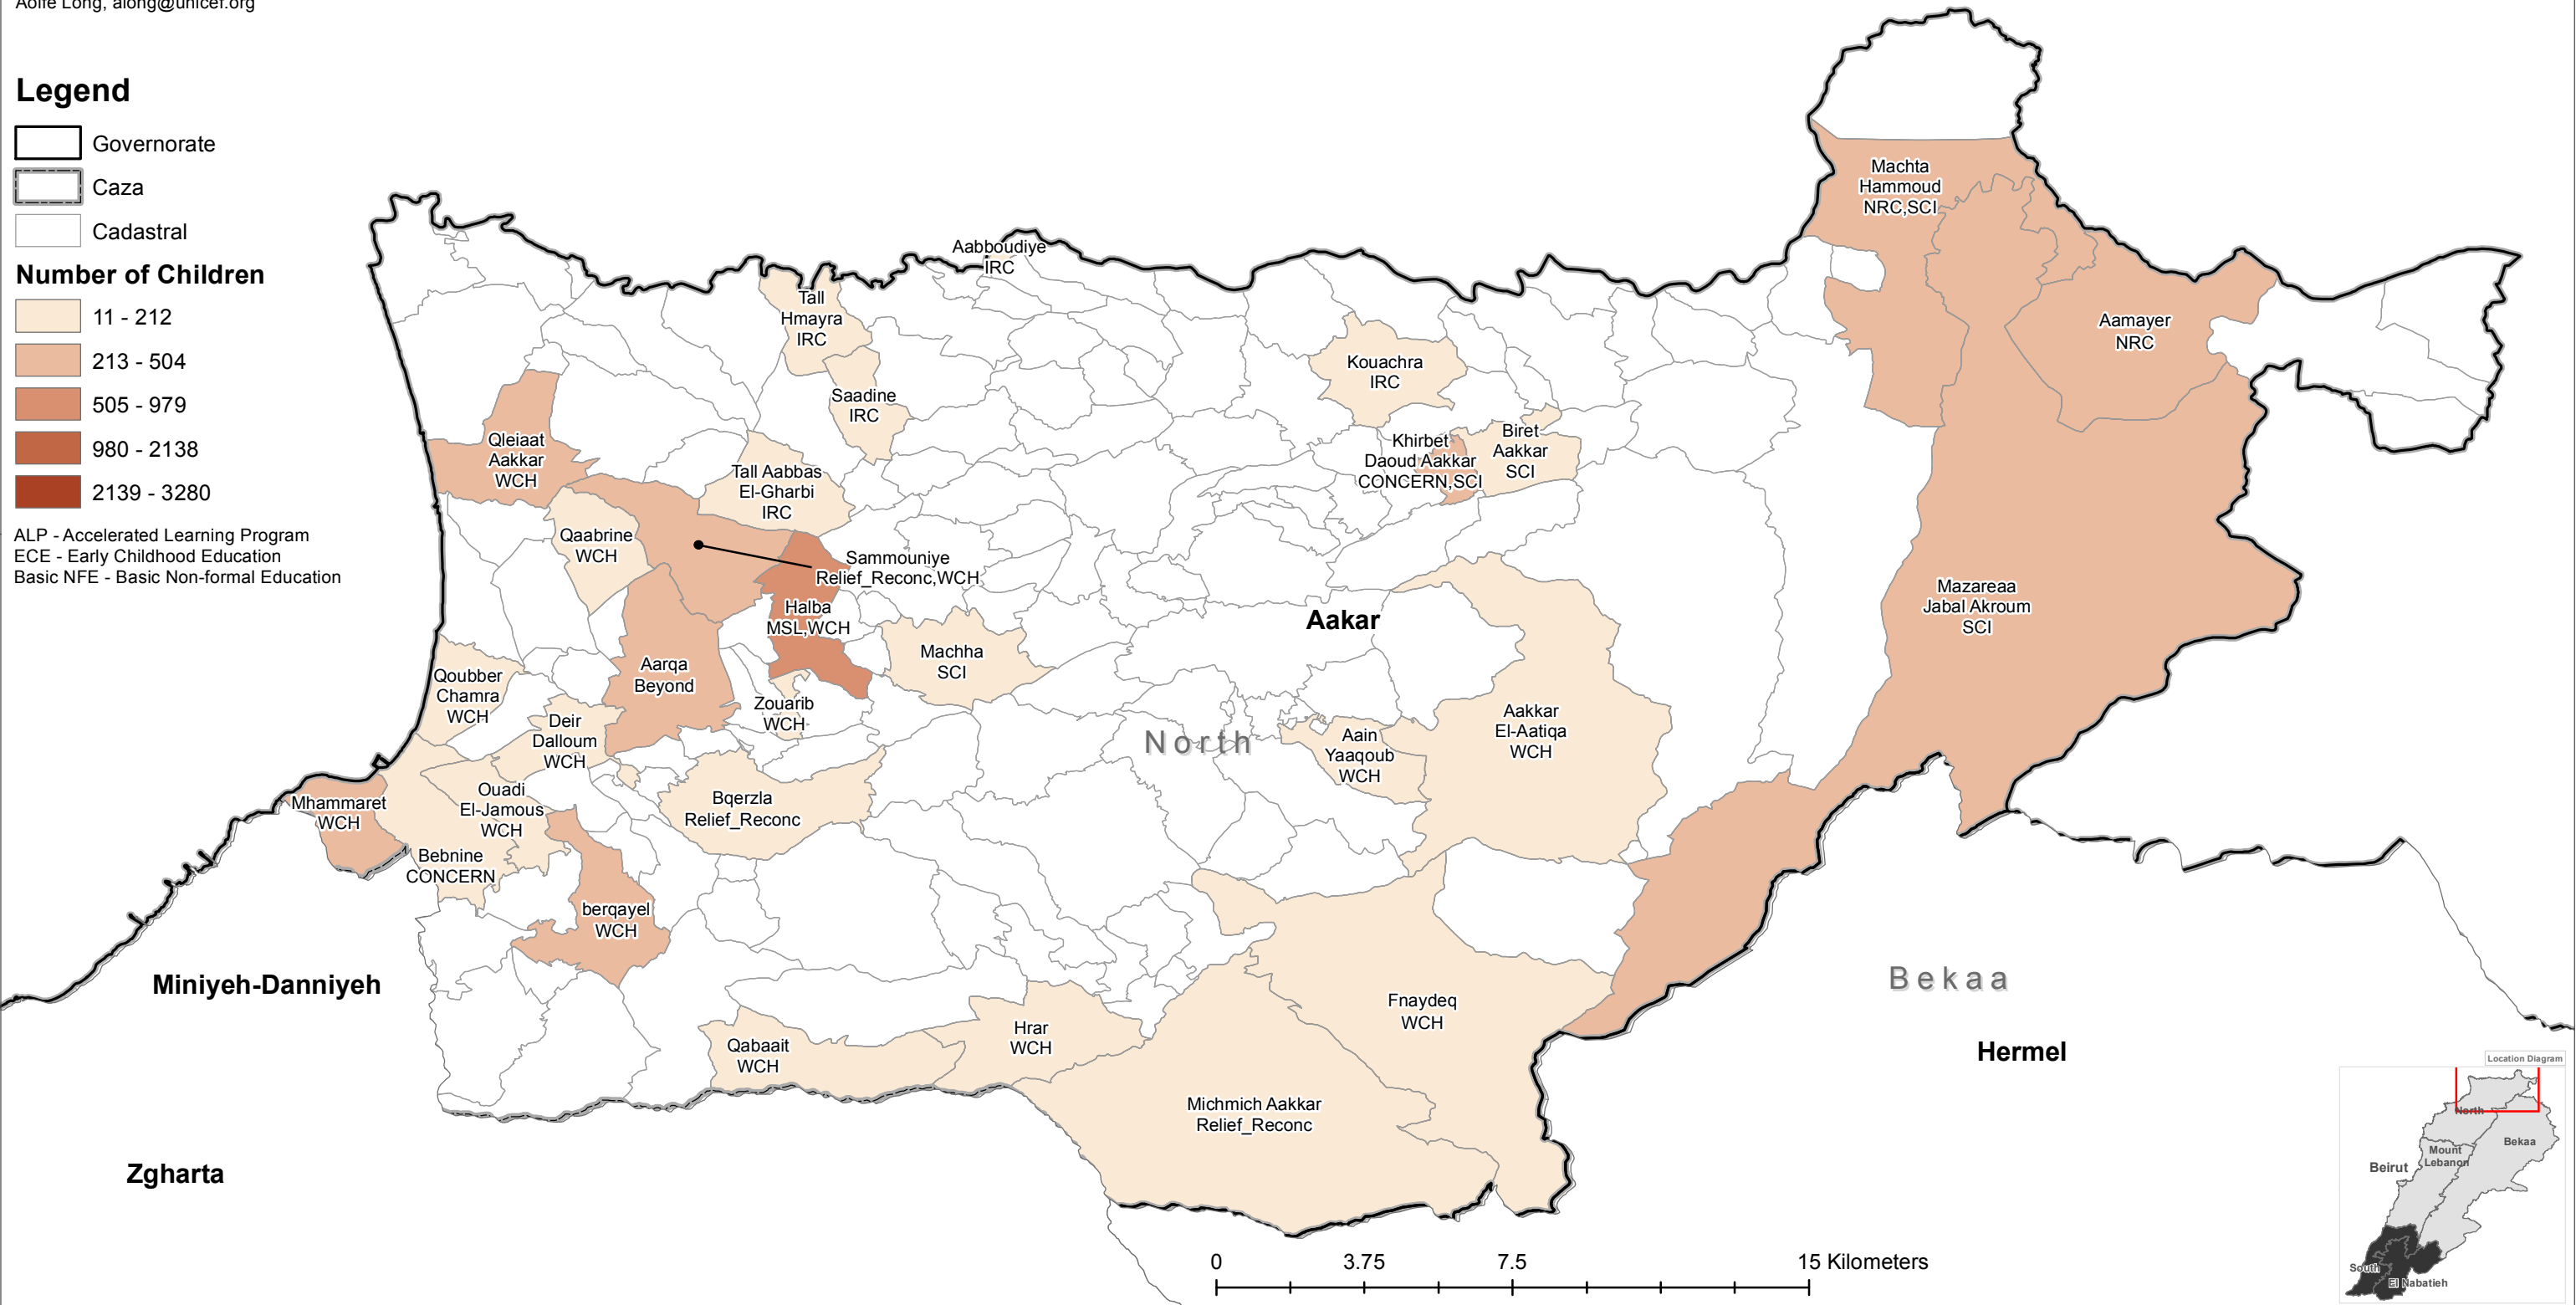 Aoife Long, along@unicef.org
Legend
Governorate
Caza
Cadastral
Number of Children
11 - 212
213 - 504
505 - 979
980 - 2138
2139 - 3280
ALP - Accelerated Learning Program
ECE - Early Childhood Education
Basic NFE - Basic Non-formal Education
Machta
Hammoud
NRC,SCI
Aabboudiye
IRC
Tall
Hmayra
IRC
Aamayer
NRC
Kouachra
IRC
Saadine
IRC
Qleiaat
Aakkar
WCH
Khirbet
Daoud Aakkar
CONCERN,SCI
Biret
Aakkar
SCI
Tall Aabbas
El-Gharbi
IRC
Qaabrine
WCH
Sammouniye
Relief_Reconc,WCH
Halba
MSL,WCH
Aakar
Mazareaa
Jabal Akroum
SCI
Machha
SCI
Aarqa
Beyond
Qoubber
Chamra
WCH
Zouarib
WCH
Deir
Dalloum
WCH
North
Aain
Yaaqoub
WCH
Aakkar
El-Aatiqa
WCH
Ouadi
El-Jamous
WCH
Bqerzla
Relief_Reconc
Mhammaret
WCH
Bebnine
CONCERN
berqayel
WCH
Miniyeh-Danniyeh
Bekaa
Fnaydeq
WCH
Hrar
WCH
Qabaait
WCH
Hermel
Michmich Aakkar
Relief_Reconc
Zgharta
0 3.75 7.5 15 Kilometers
Location Diagram
North
Bekaa
Mount
Lebanon
Beirut
South
El Nabatieh